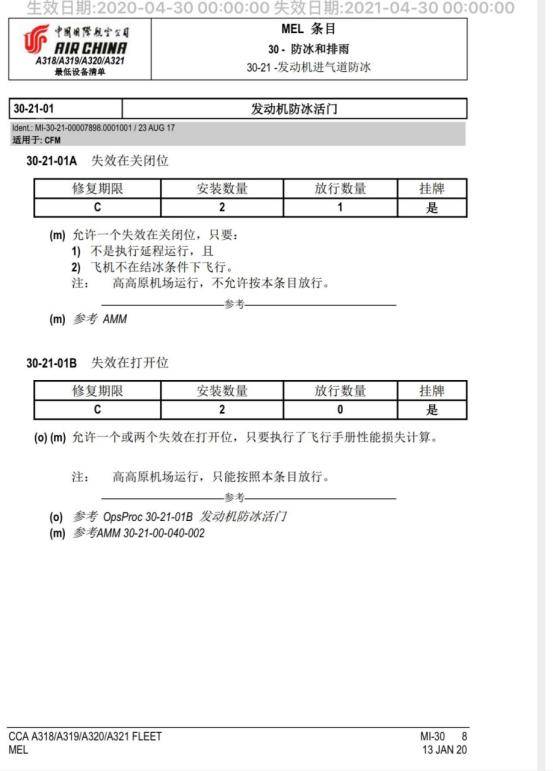 生效日期:2020-04-30 00:00:00 失效日期:2021-04-30 00:00:00
中国国际航空公司
AIR CHINA
A318/A319/A320/A321
最低设备清单
MEL 条目
30 - 防冰和排雨
30-21 -发动机进气道防冰
30-21-01 发动机防冰活门
Ident.: MI-30-21-00007898.0001001 / 23 AUG 17
适用于: CFM
30-21-01A 失效在关闭位
修复期限 安装数量 放行数量 挂牌
C 2 1 是
(m) 允许一个失效在关闭位，只要：
1) 不是执行延程运行，且
2) 飞机不在结冰条件下飞行。
注： 高高原机场运行，不允许按本条目放行。
参考
(m) 参考 AMM
30-21-01B 失效在打开位
修复期限 安装数量 放行数量 挂牌
C 2 0 是
(o) (m) 允许一个或两个失效在打开位，只要执行了飞行手册性能损失计算。
注： 高高原机场运行，只能按照本条目放行。
参考
(o) 参考 OpsProc 30-21-01B 发动机防冰活门
(m) 参考AMM 30-21-00-040-002
CCA A318/A319/A320/A321 FLEET MI-30 8
MEL 13 JAN 20